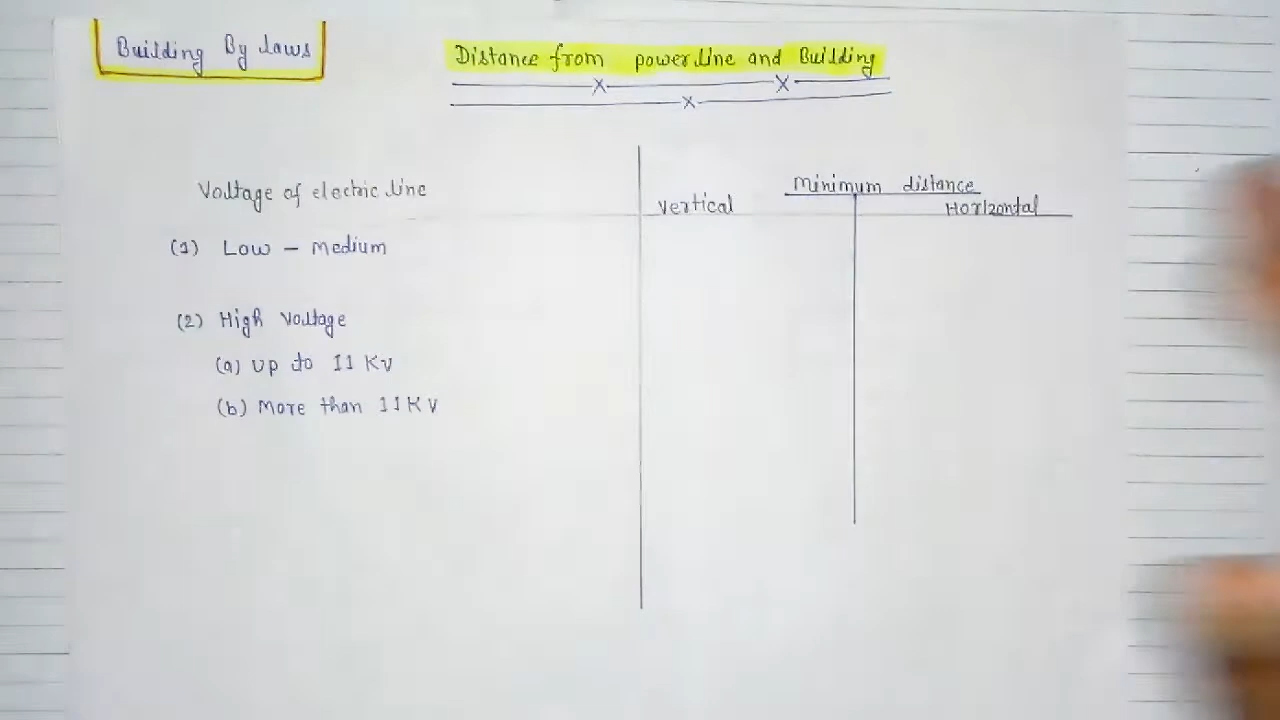 Building By laws
Distance from power line and Building
Voltage of electric line
Minimum distance
Vertical
Horizontal
(1) Low - Medium
(2) High Voltage
(a) up to 11 KV
(b) More than 11 KV